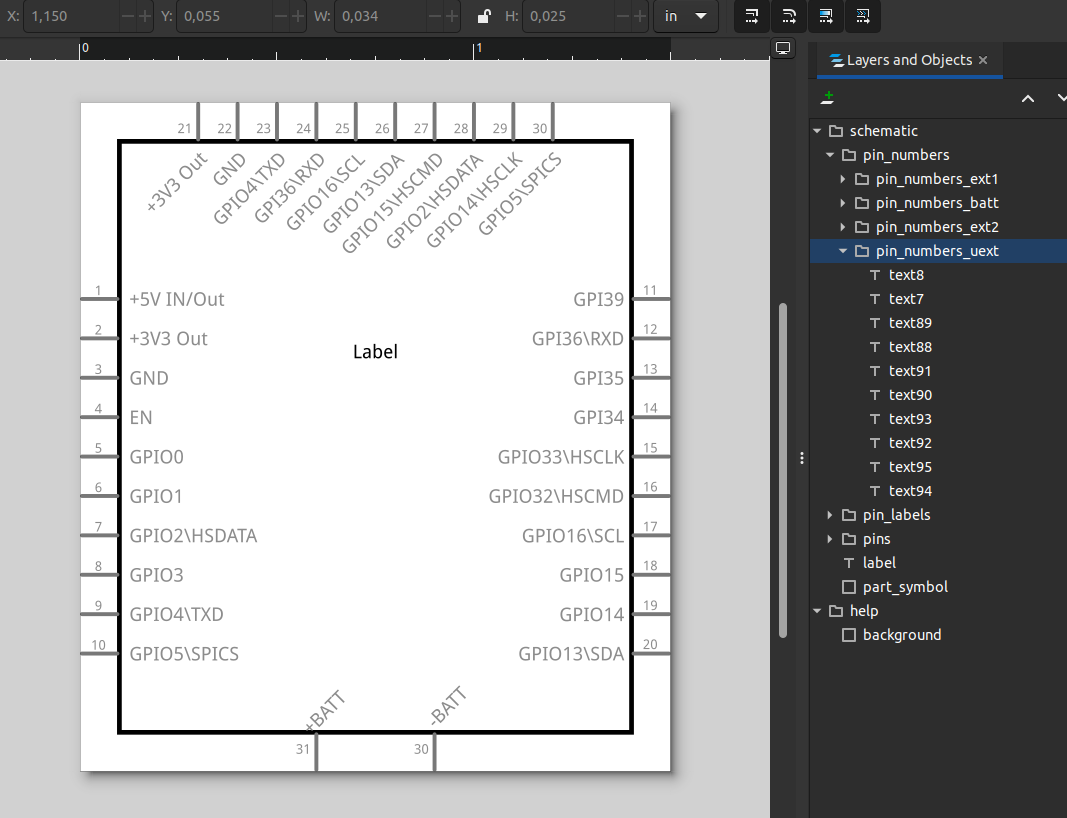 X: 1,150 Y: 0,055 W: 0,034 H: 0,025 in
0 1
Layers and Objects
21 22 23 24 25 26 27 28 29 30
+3V3 Out
GND
GPIO4\TXD
GPI36\RXD
GPIO16\SCL
GPIO13\SDA
GPIO15\HSCMD
GPIO2\HSDATA
GPIO14\HSCLK
GPIO5\SPICS
1 +5V IN/Out GPI39 11
2 +3V3 Out GPI36\RXD 12
Label
3 GND GPI35 13
4 EN GPI34 14
5 GPIO0 GPIO33\HSCLK 15
6 GPIO1 GPIO32\HSCMD 16
7 GPIO2\HSDATA GPIO16\SCL 17
8 GPIO3 GPIO15 18
9 GPIO4\TXD GPIO14 19
10 GPIO5\SPICS GPIO13\SDA 20
+BATT -BATT
31 30
schematic
pin_numbers
pin_numbers_ext1
pin_numbers_batt
pin_numbers_ext2
pin_numbers_uext
text8
text7
text89
text88
text91
text90
text93
text92
text95
text94
pin_labels
pins
label
part_symbol
help
background